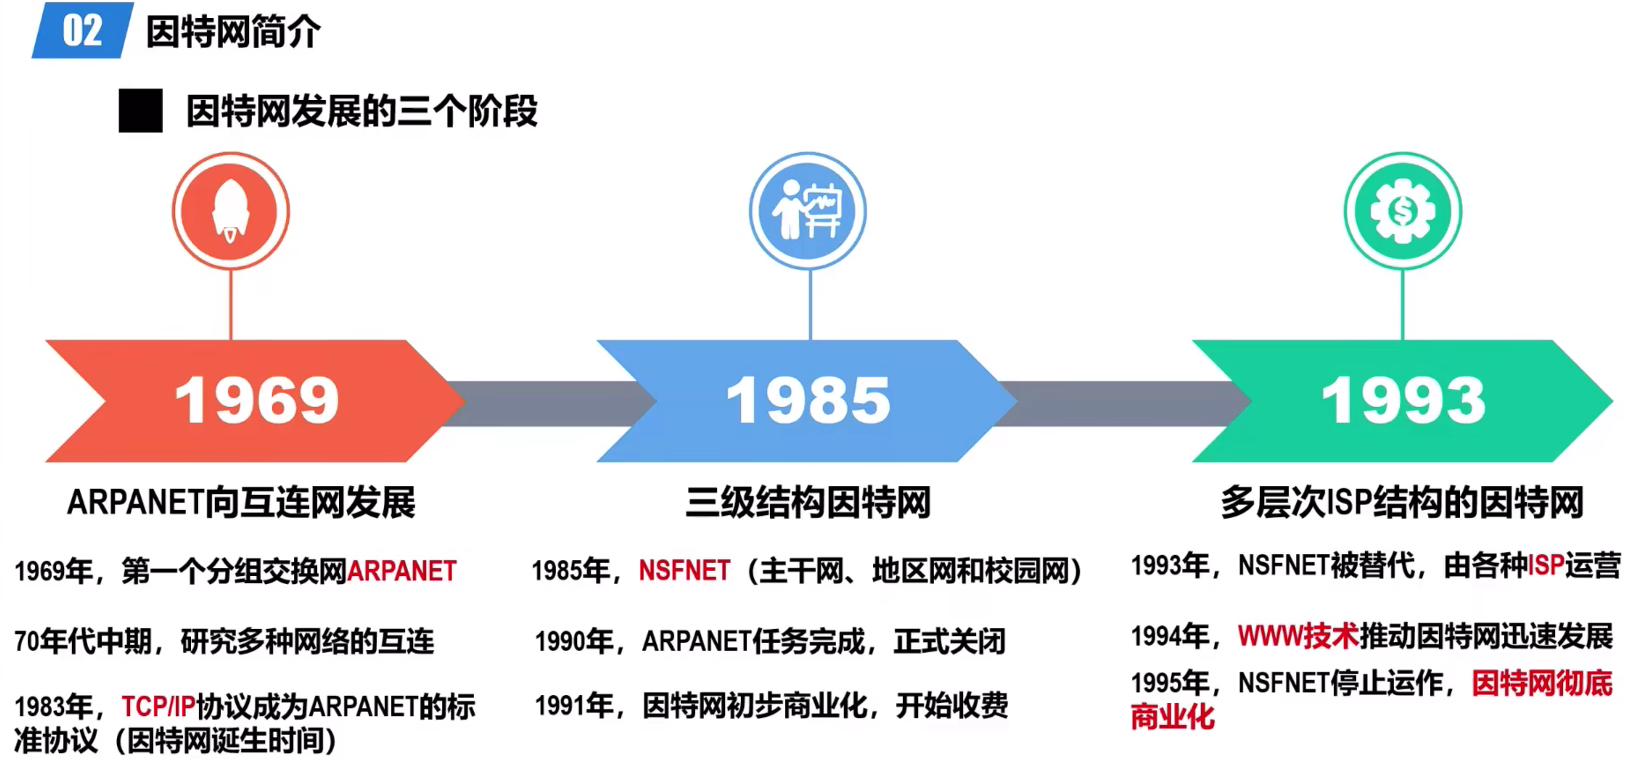 02 因特网简介
因特网发展的三个阶段
1969
1985
1993
ARPANET向互连网发展
三级结构因特网
多层次ISP结构的因特网
1969年，第一个分组交换网ARPANET
70年代中期，研究多种网络的互连
1983年，TCP/IP协议成为ARPANET的标
准协议（因特网诞生时间）
1985年，NSFNET（主干网、地区网和校园网）
1990年，ARPANET任务完成，正式关闭
1991年，因特网初步商业化，开始收费
1993年，NSFNET被替代，由各种ISP运营
1994年，WWW技术推动因特网迅速发展
1995年，NSFNET停止运作，因特网彻底
商业化